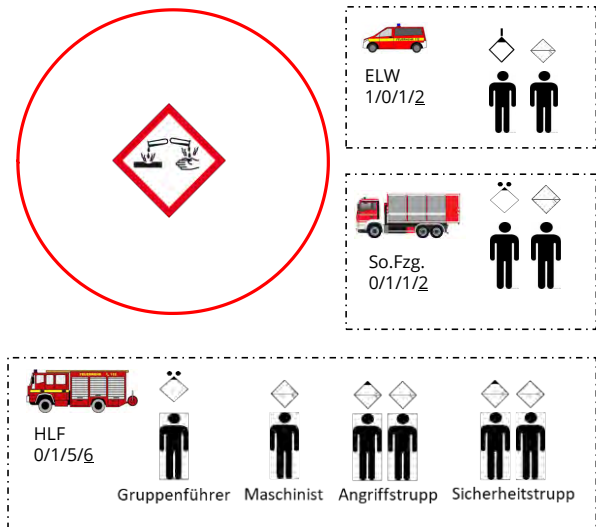 ELW
1/0/1/2
So.Fzg.
0/1/1/2
HLF
0/1/5/6
Gruppenführer Maschinist Angriffstrupp Sicherheitstrupp